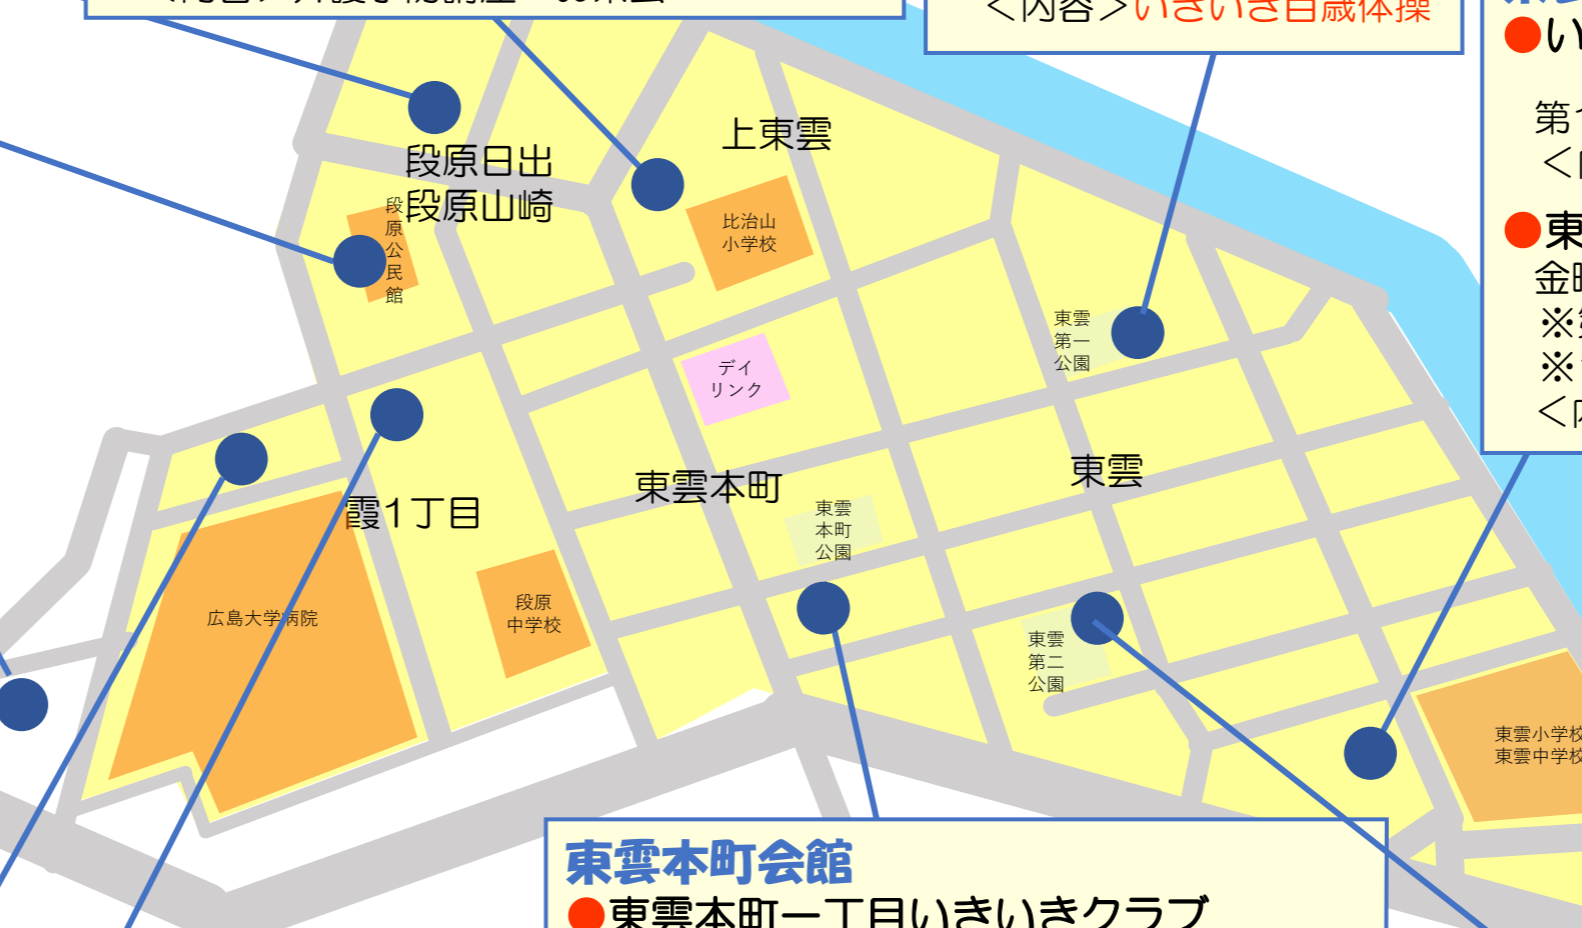 ＜内容＞いきいき百歳体操
●い
第
＜内
●東
金曜
※第
※
＜内
上東雲
段原日出
段原山崎
段原公民館
比治山
小学校
東雲
第一
公園
デイ
リンク
東雲本町
東雲
霞1丁目
東雲
本町
公園
広島大学病院
段原
中学校
東雲
第二
公園
東雲小学校
東雲中学校
東雲本町会館
●東雲本町一丁目いきいきクラブ